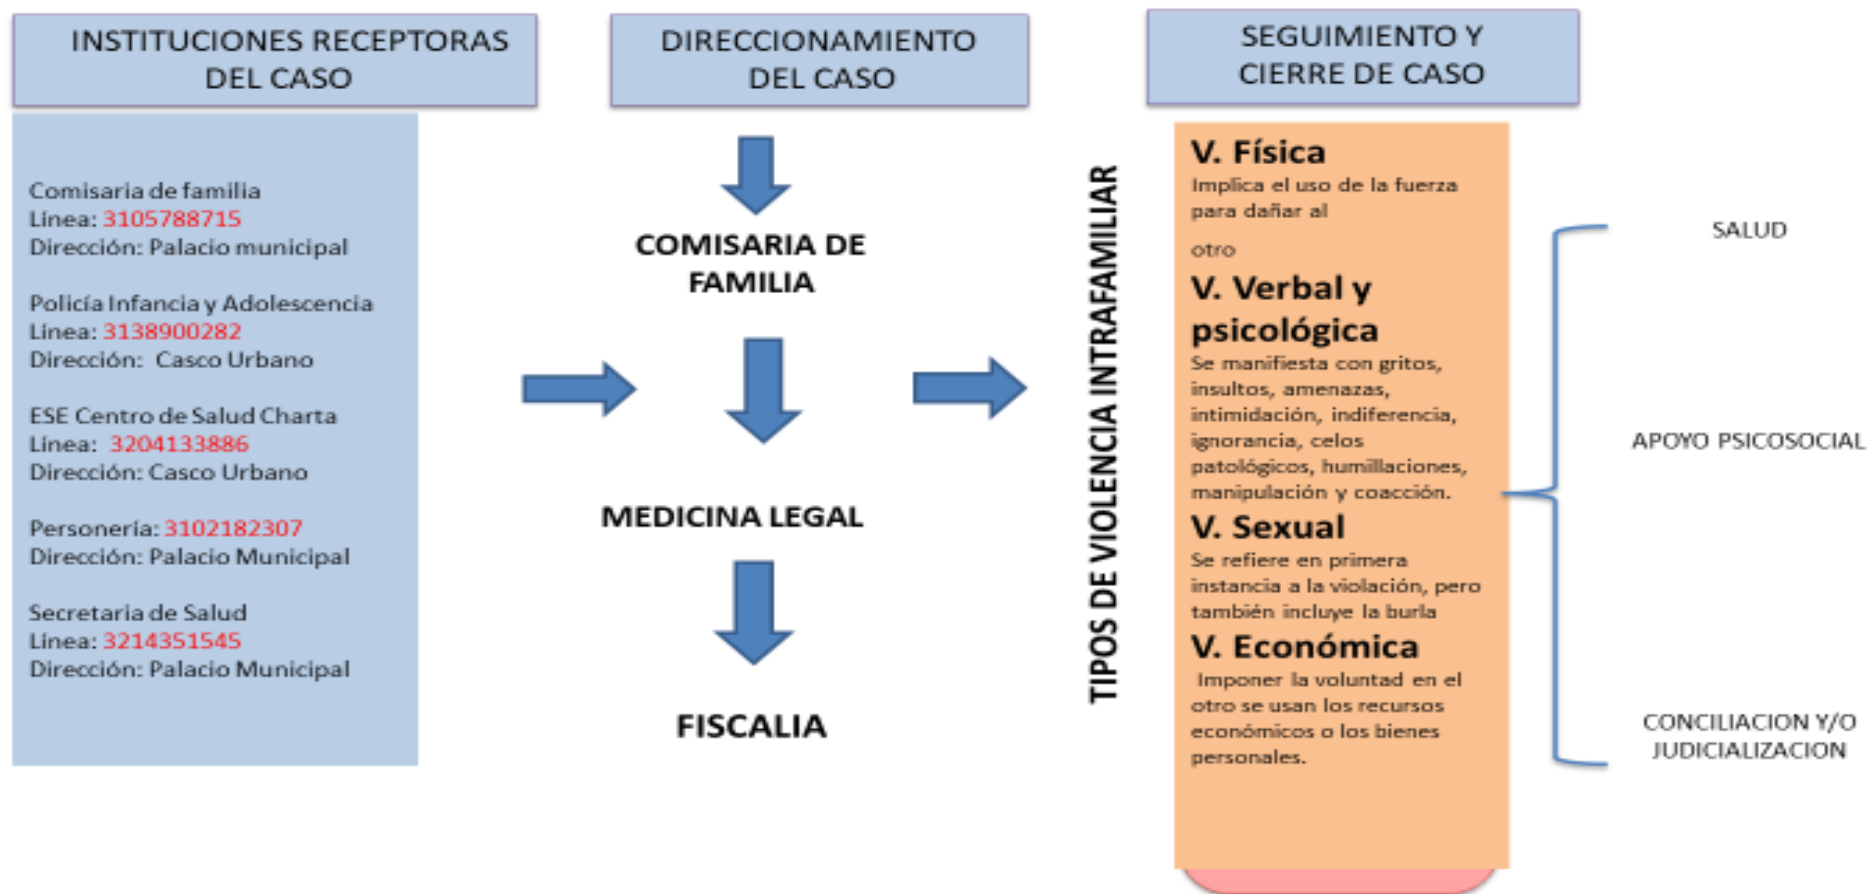 INSTITUCIONES RECEPTORAS
DEL CASO
Comisaria de familia
Línea: 3105788715
Dirección: Palacio municipal
Policía Infancia y Adolescencia
Línea: 3138900282
Dirección: Casco Urbano
ESE Centro de Salud Charta
Línea: 3204133886
Dirección: Casco Urbano
Personería: 3102182307
Dirección: Palacio Municipal
Secretaria de Salud
Línea: 3214351545
Dirección: Palacio Municipal
DIRECCIONAMIENTO
DEL CASO
COMISARIA DE
FAMILIA
MEDICINA LEGAL
FISCALIA
SEGUIMIENTO Y
CIERRE DE CASO
TIPOS DE VIOLENCIA INTRAFAMILIAR
V. Física
Implica el uso de la fuerza
para dañar al
otro
V. Verbal y
psicológica
Se manifiesta con gritos,
insultos, amenazas,
intimidación, indiferencia,
ignorancia, celos
patológicos, humillaciones,
manipulación y coacción.
V. Sexual
Se refiere en primera
instancia a la violación, pero
también incluye la burla
V. Económica
Imponer la voluntad en el
otro se usan los recursos
económicos o los bienes
personales.
SALUD
APOYO PSICOSOCIAL
CONCILIACION Y/O
JUDICIALIZACION